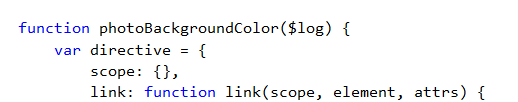 function photoBackgroundColor($log) {
    var directive = {
        scope: {},
        link: function link(scope, element, attrs) {